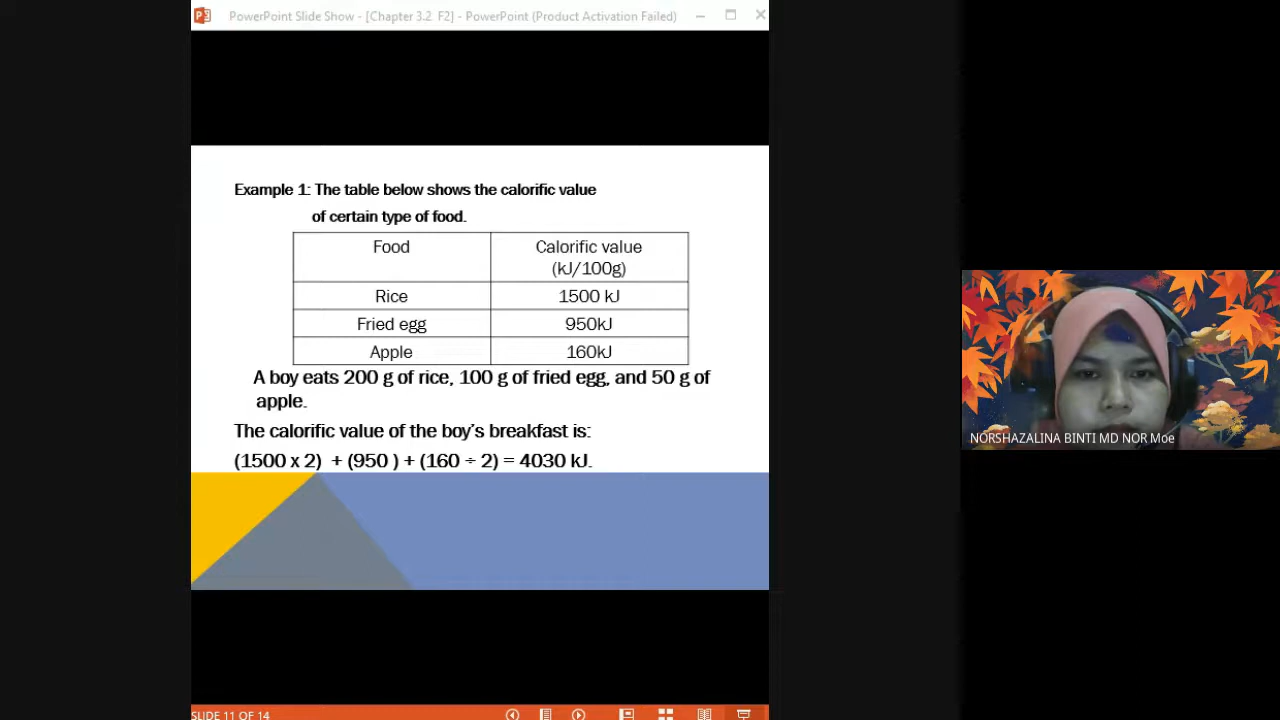 PowerPoint Slide Show - [Chapter 3.2 F2] - PowerPoint (Product Activation Failed)
Example 1: The table below shows the calorific value
of certain type of food.
Food
Calorific value
(kJ/100g)
Rice
1500 kJ
Fried egg
950kJ
Apple
160kJ
A boy eats 200 g of rice, 100 g of fried egg, and 50 g of
apple.
The calorific value of the boy's breakfast is:
(1500 x 2) + (950 ) + (160 ÷ 2) = 4030 kJ.
NORSHAZALINA BINTI MD NOR Moe
SLIDE 11 OF 14